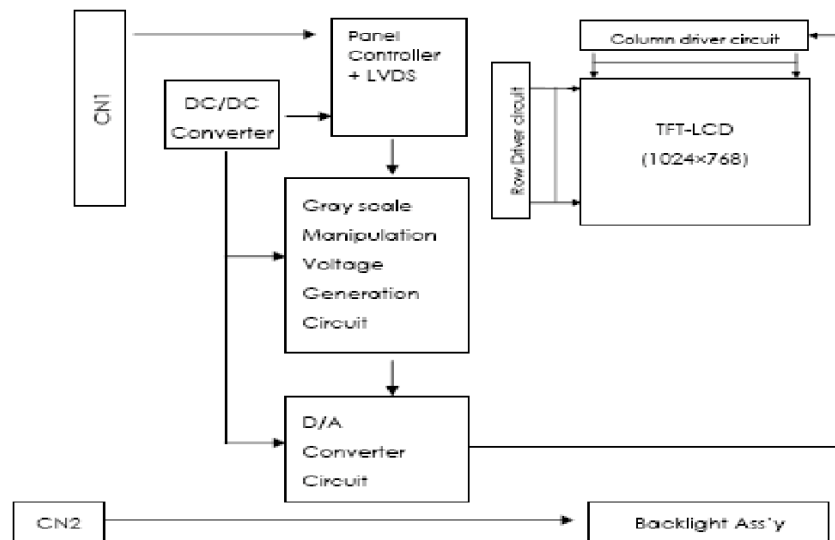 CN1
Panel
Controller
+ LVDS
DC/DC
Converter
Gray scale
Manipulation
Voltage
Generation
Circuit
D/A
Converter
Circuit
Column driver circuit
Row Driver circuit
TFT-LCD
(1024×768)
CN2
Backlight Ass'y